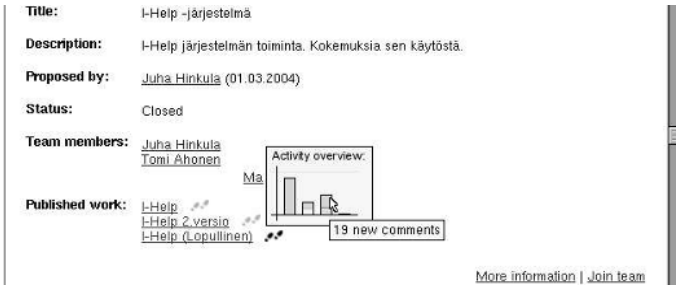 Title: I-Help -järjestelmä
Description: I-Help järjestelmän toiminta. Kokemuksia sen käytöstä.
Proposed by: Juha Hinkula (01.03.2004)
Status: Closed
Team members: Juha Hinkula
Tomi Ahonen
Ma
Activity overview:
19 new comments
Published work: I-Help
I-Help 2.versio
I-Help (Lopullinen)
More information | Join team